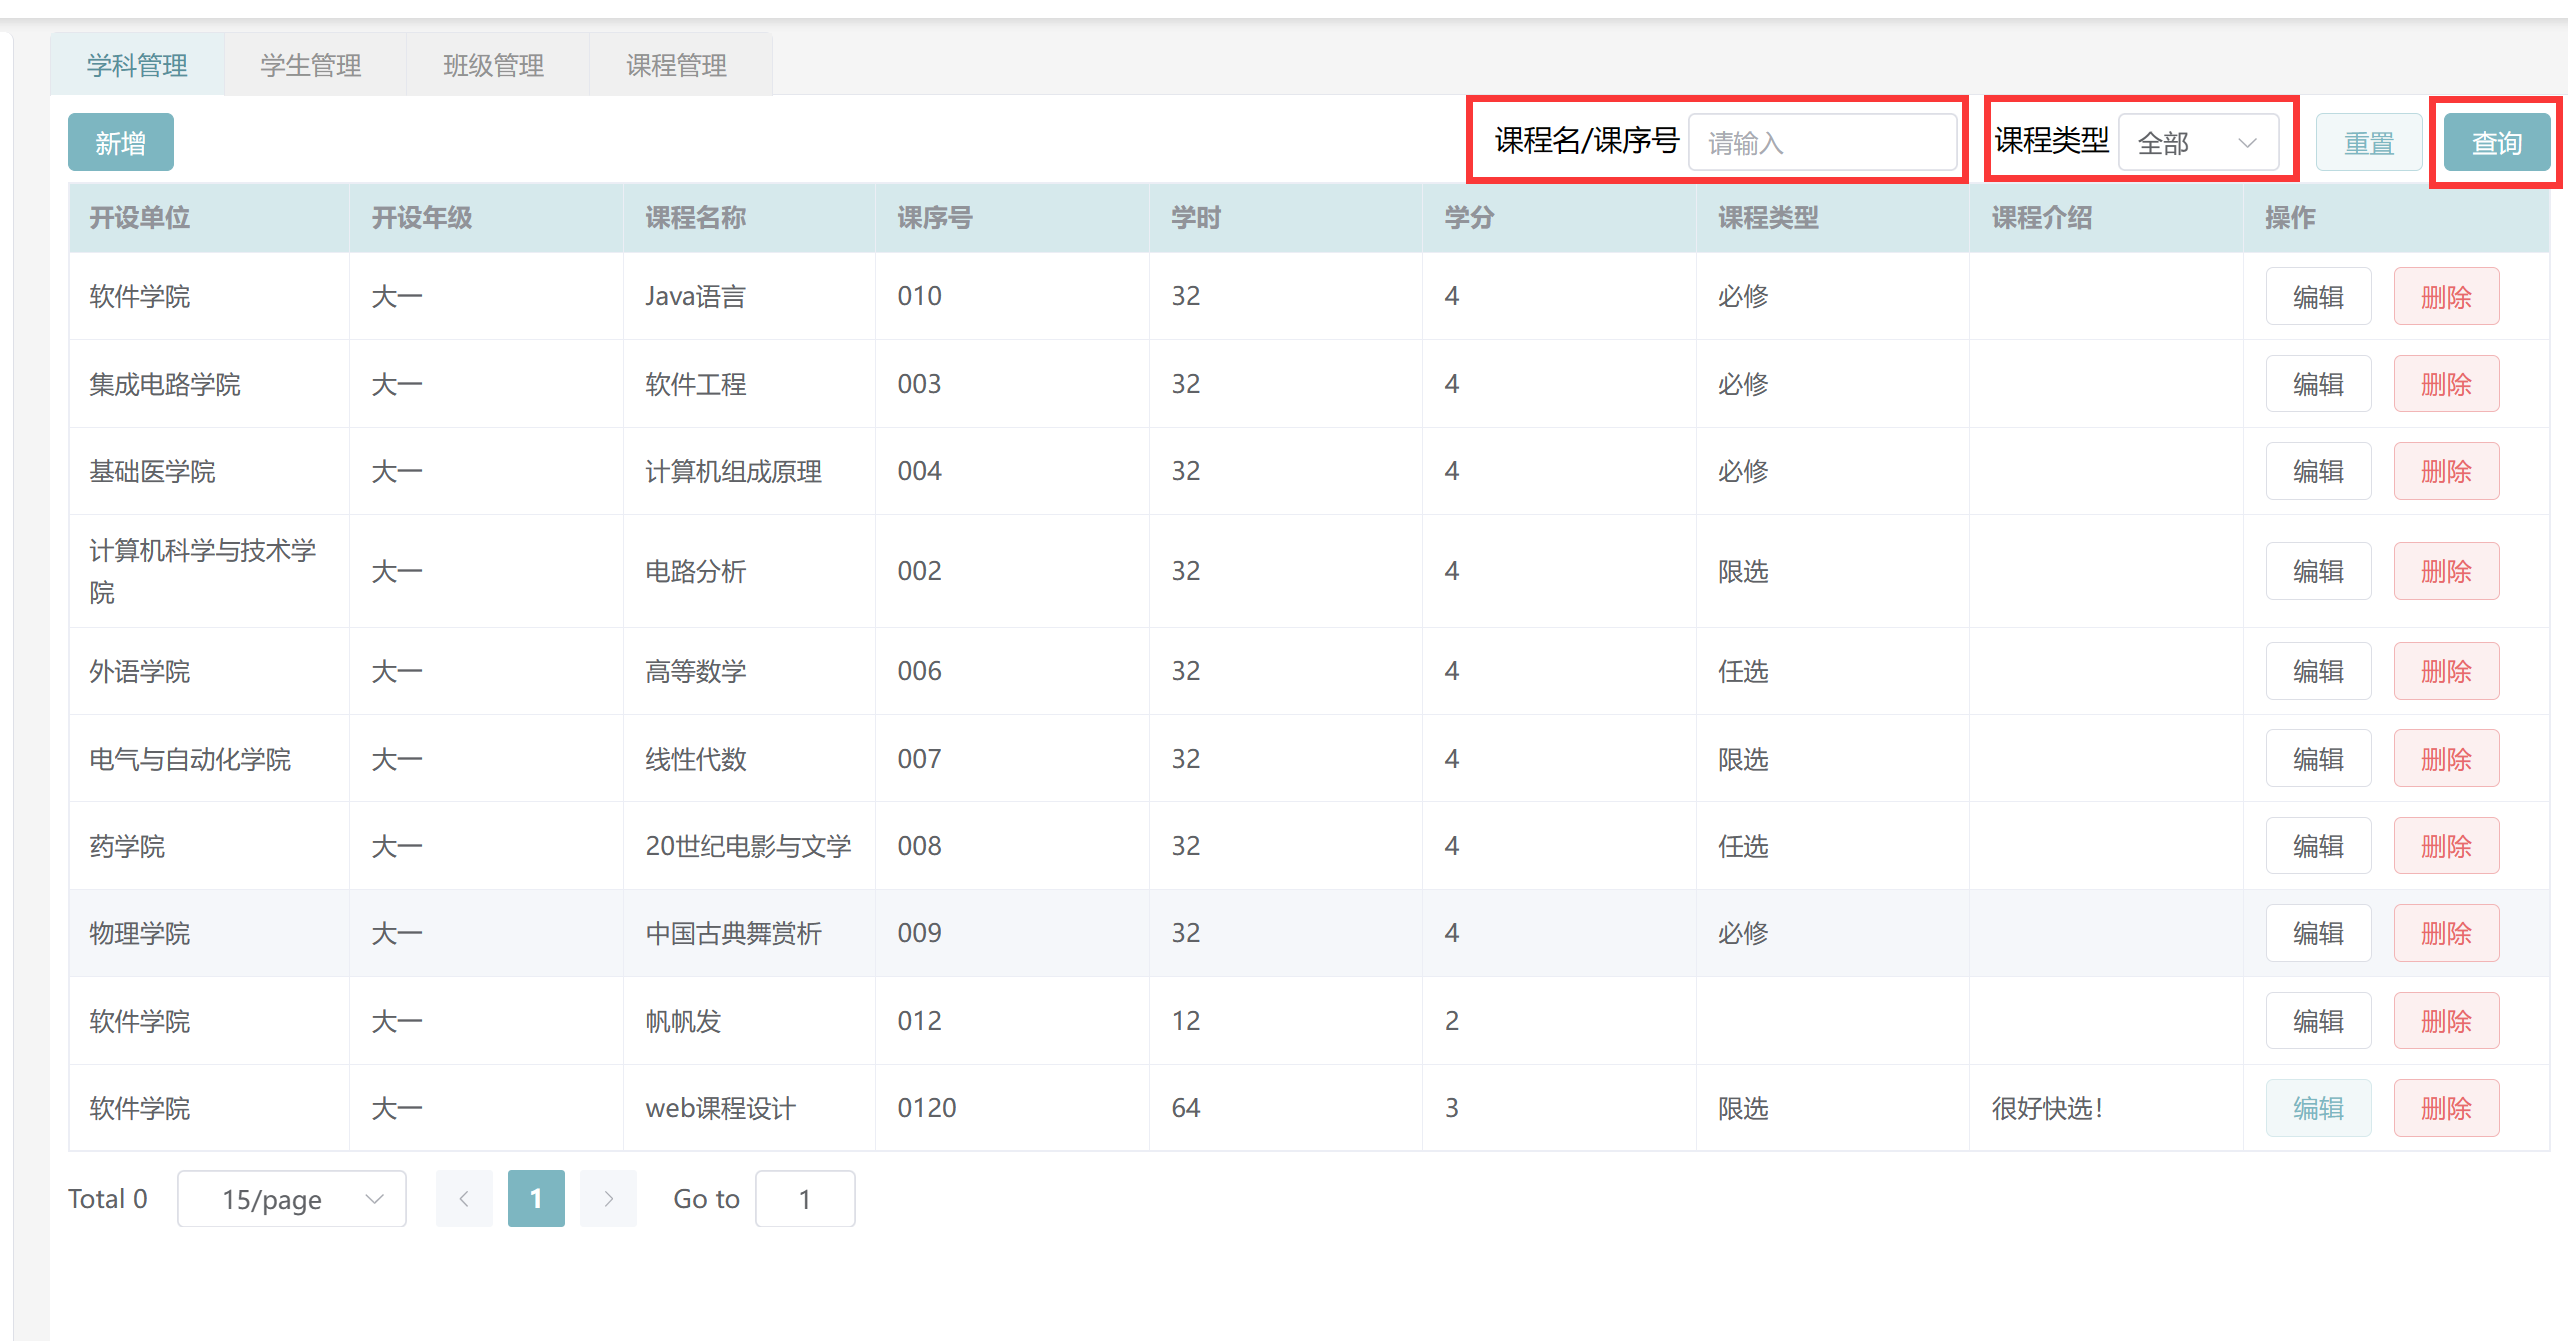 学科管理 学生管理 班级管理 课程管理
新增 课程名/课序号 请输入 课程类型 全部 重置 查询
开设单位 开设年级 课程名称 课序号 学时 学分 课程类型 课程介绍 操作
软件学院 大一 Java语言 010 32 4 必修 编辑 删除
集成电路学院 大一 软件工程 003 32 4 必修 编辑 删除
基础医学院 大一 计算机组成原理 004 32 4 必修 编辑 删除
计算机科学与技术学
院 大一 电路分析 002 32 4 限选 编辑 删除
外语学院 大一 高等数学 006 32 4 任选 编辑 删除
电气与自动化学院 大一 线性代数 007 32 4 限选 编辑 删除
药学院 大一 20世纪电影与文学 008 32 4 任选 编辑 删除
物理学院 大一 中国古典舞赏析 009 32 4 必修 编辑 删除
软件学院 大一 帆帆发 012 12 2 编辑 删除
软件学院 大一 web课程设计 0120 64 3 限选 很好快选！ 编辑 删除
Total 0 15/page 1 Go to 1